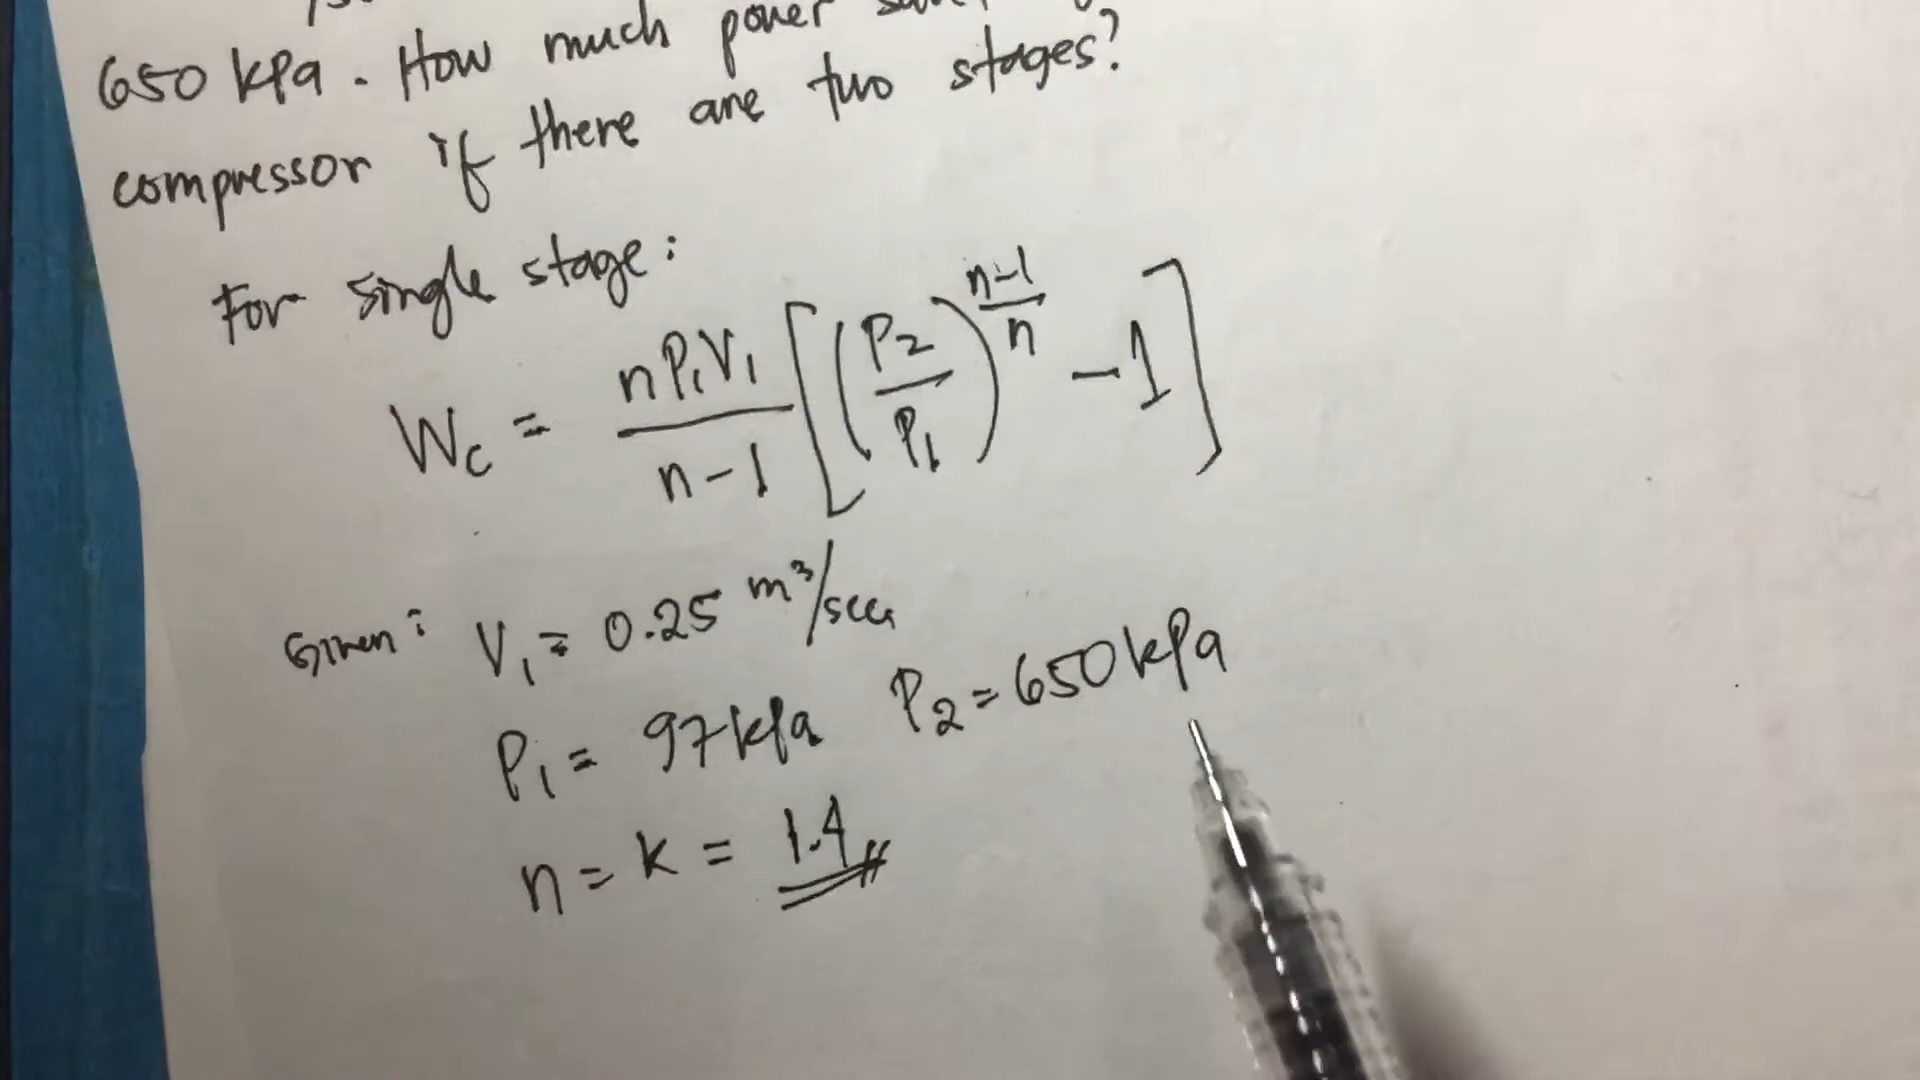 650 kPa. How much power
compressor if there are two stages?
For single stage:
Wc = nP₁V₁/n-1 [(P₂/P₁)^(n-1/n) - 1]
Given: V₁ = 0.25 m³/sec
P₁ = 97 kPa P₂ = 650 kPa
n = k = 1.4